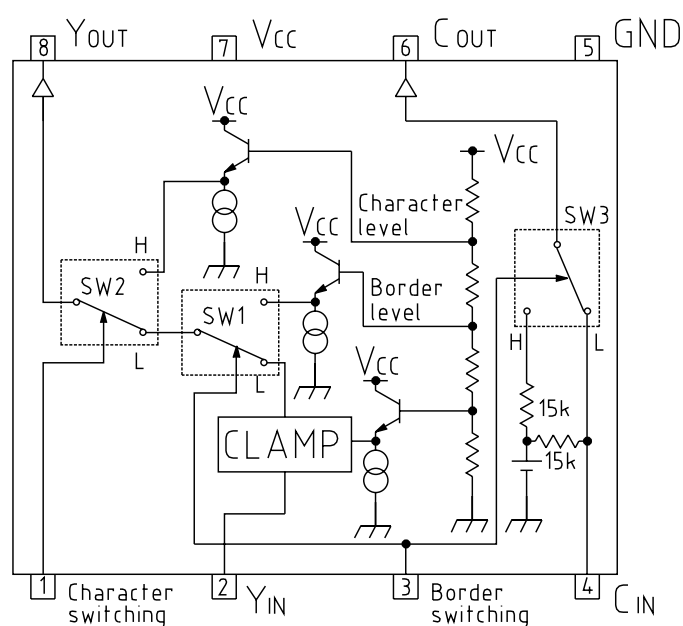 8 YOUT 7 VCC 6 COUT 5 GND
VCC
VCC
Character
level
SW3
VCC
H
H
SW2
SW1
Border
level
L
H
L
VCC
L
15k
CLAMP
15k
1 Character
switching
2 YIN
3 Border
switching
4 CIN